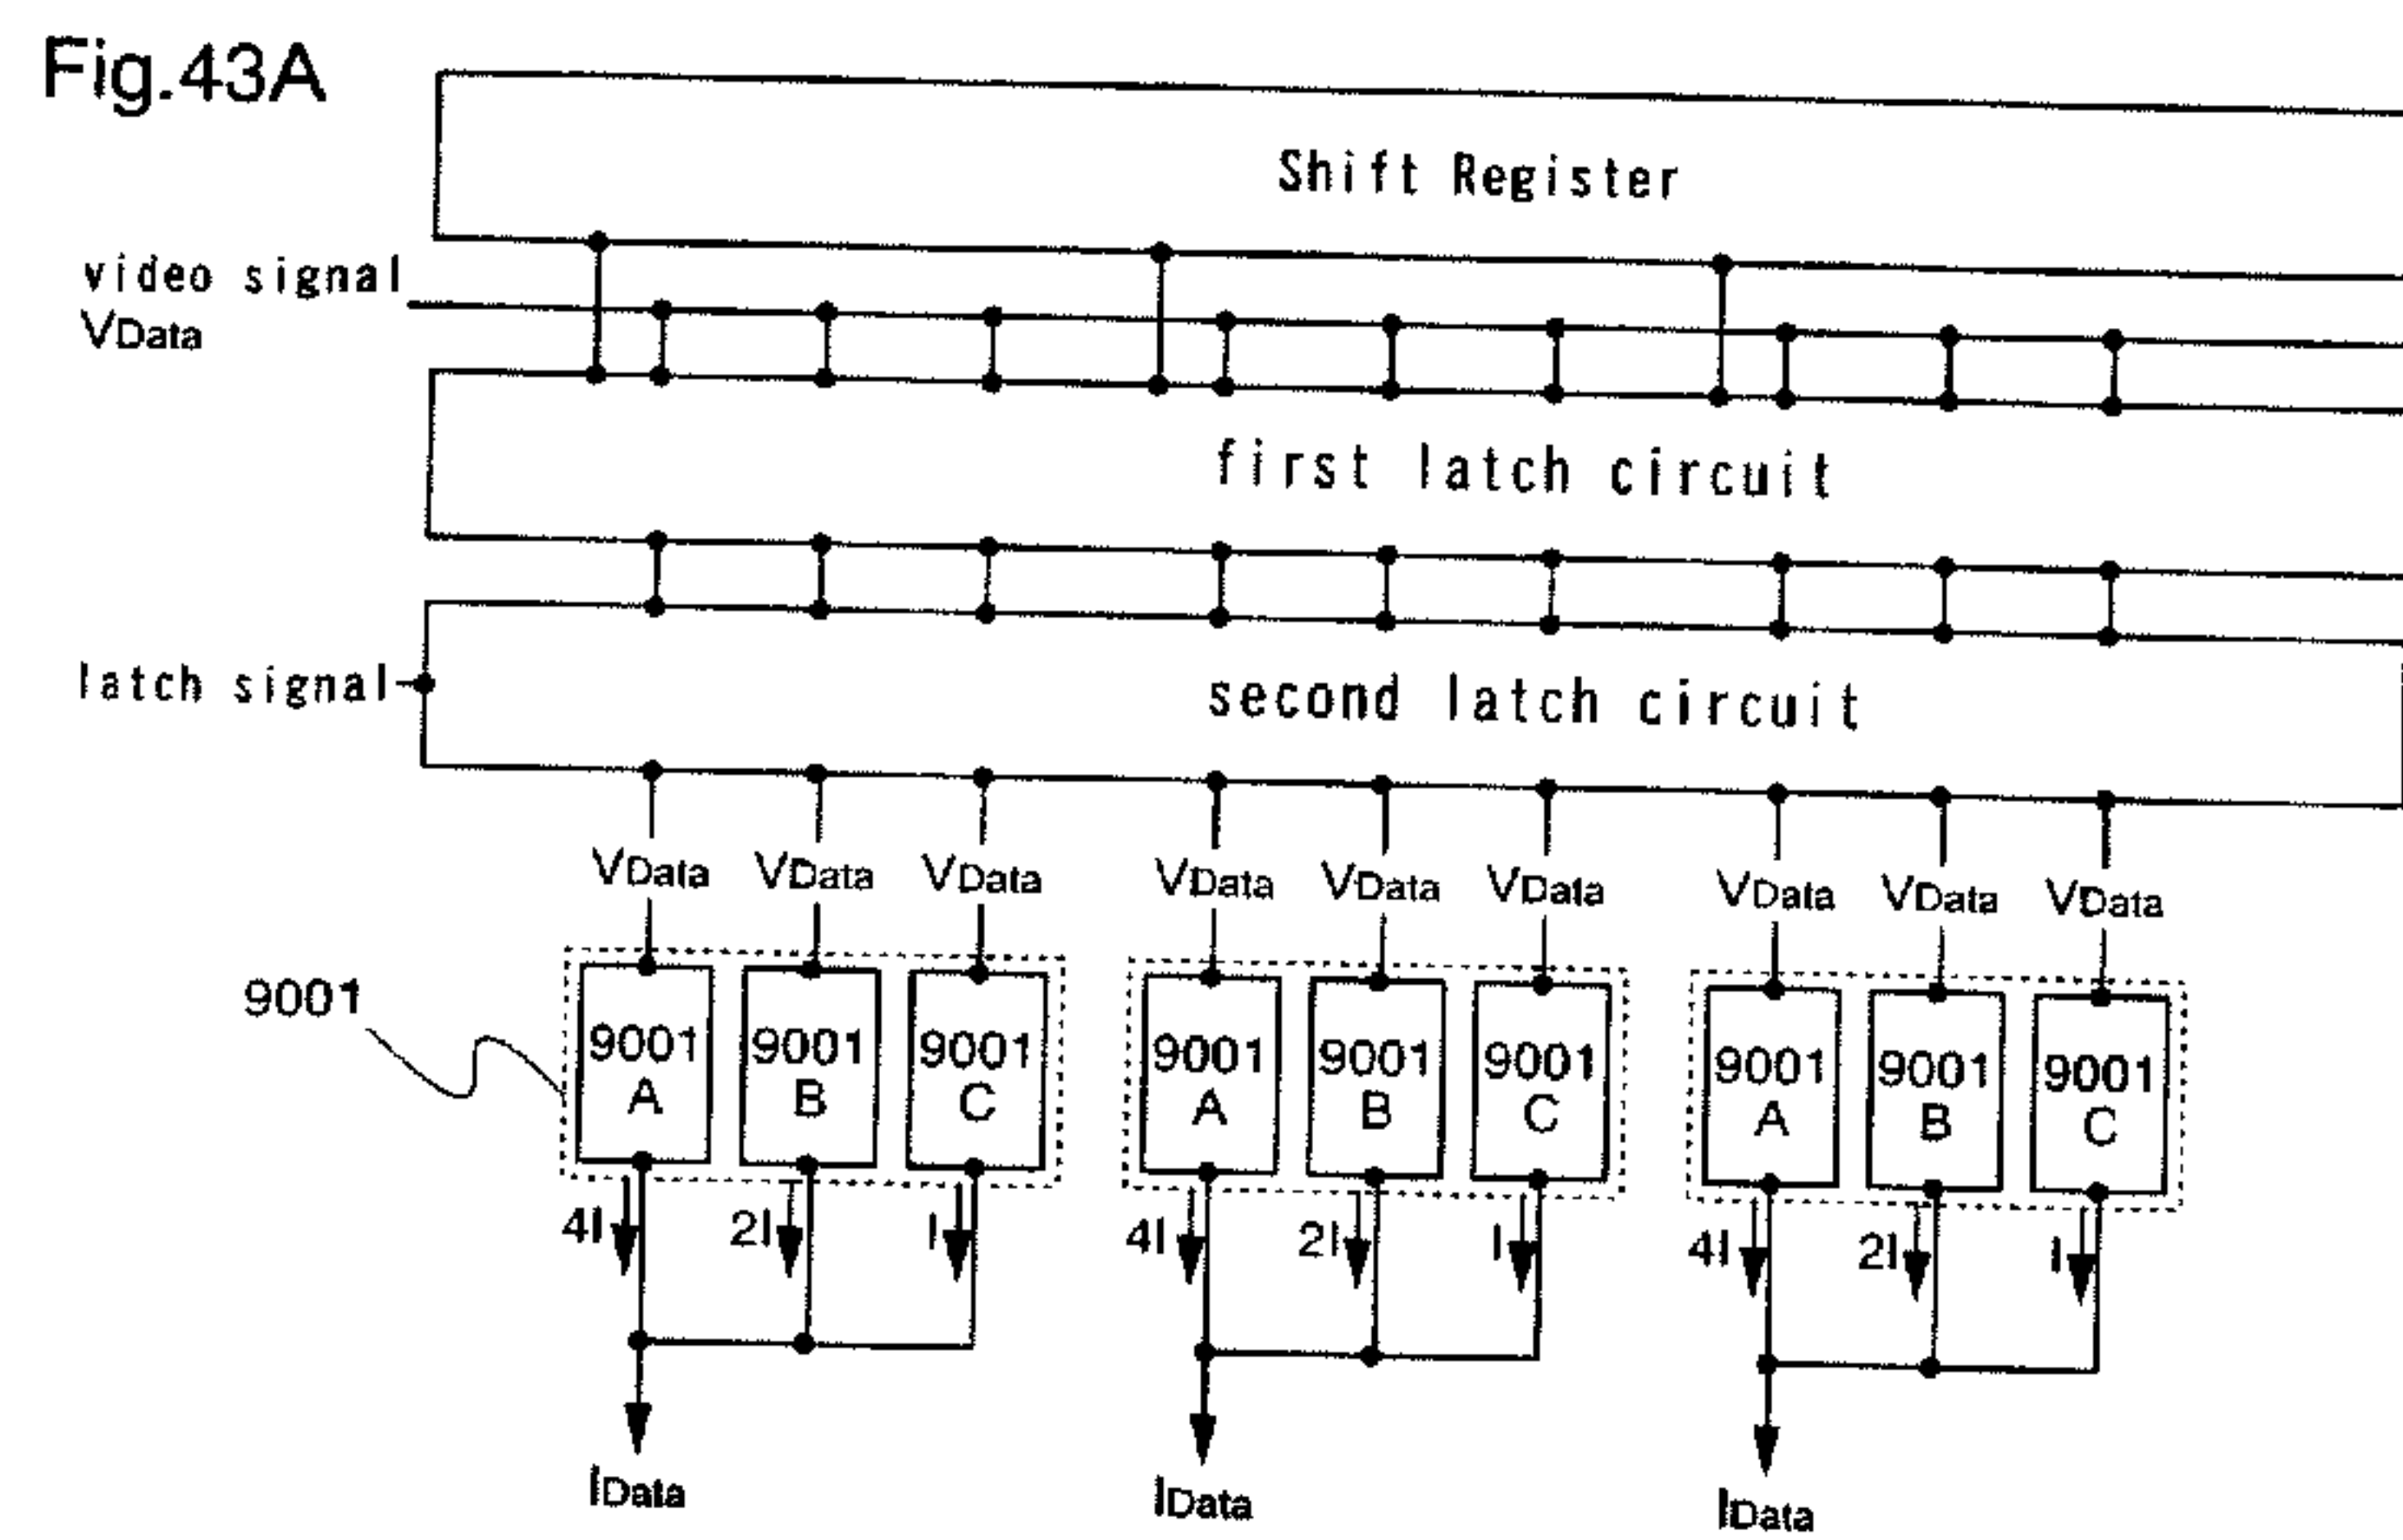 Fig.43A
Shift Register
video signal
VData
first latch circuit
latch signal
second latch circuit
VData VData VData VData VData VData VData VData VData
9001
9001 9001 9001 9001 9001 9001 9001 9001 9001
A B C A B C A B C
4I 2I I 4I 2I I 4I 2I I
IData IData IData